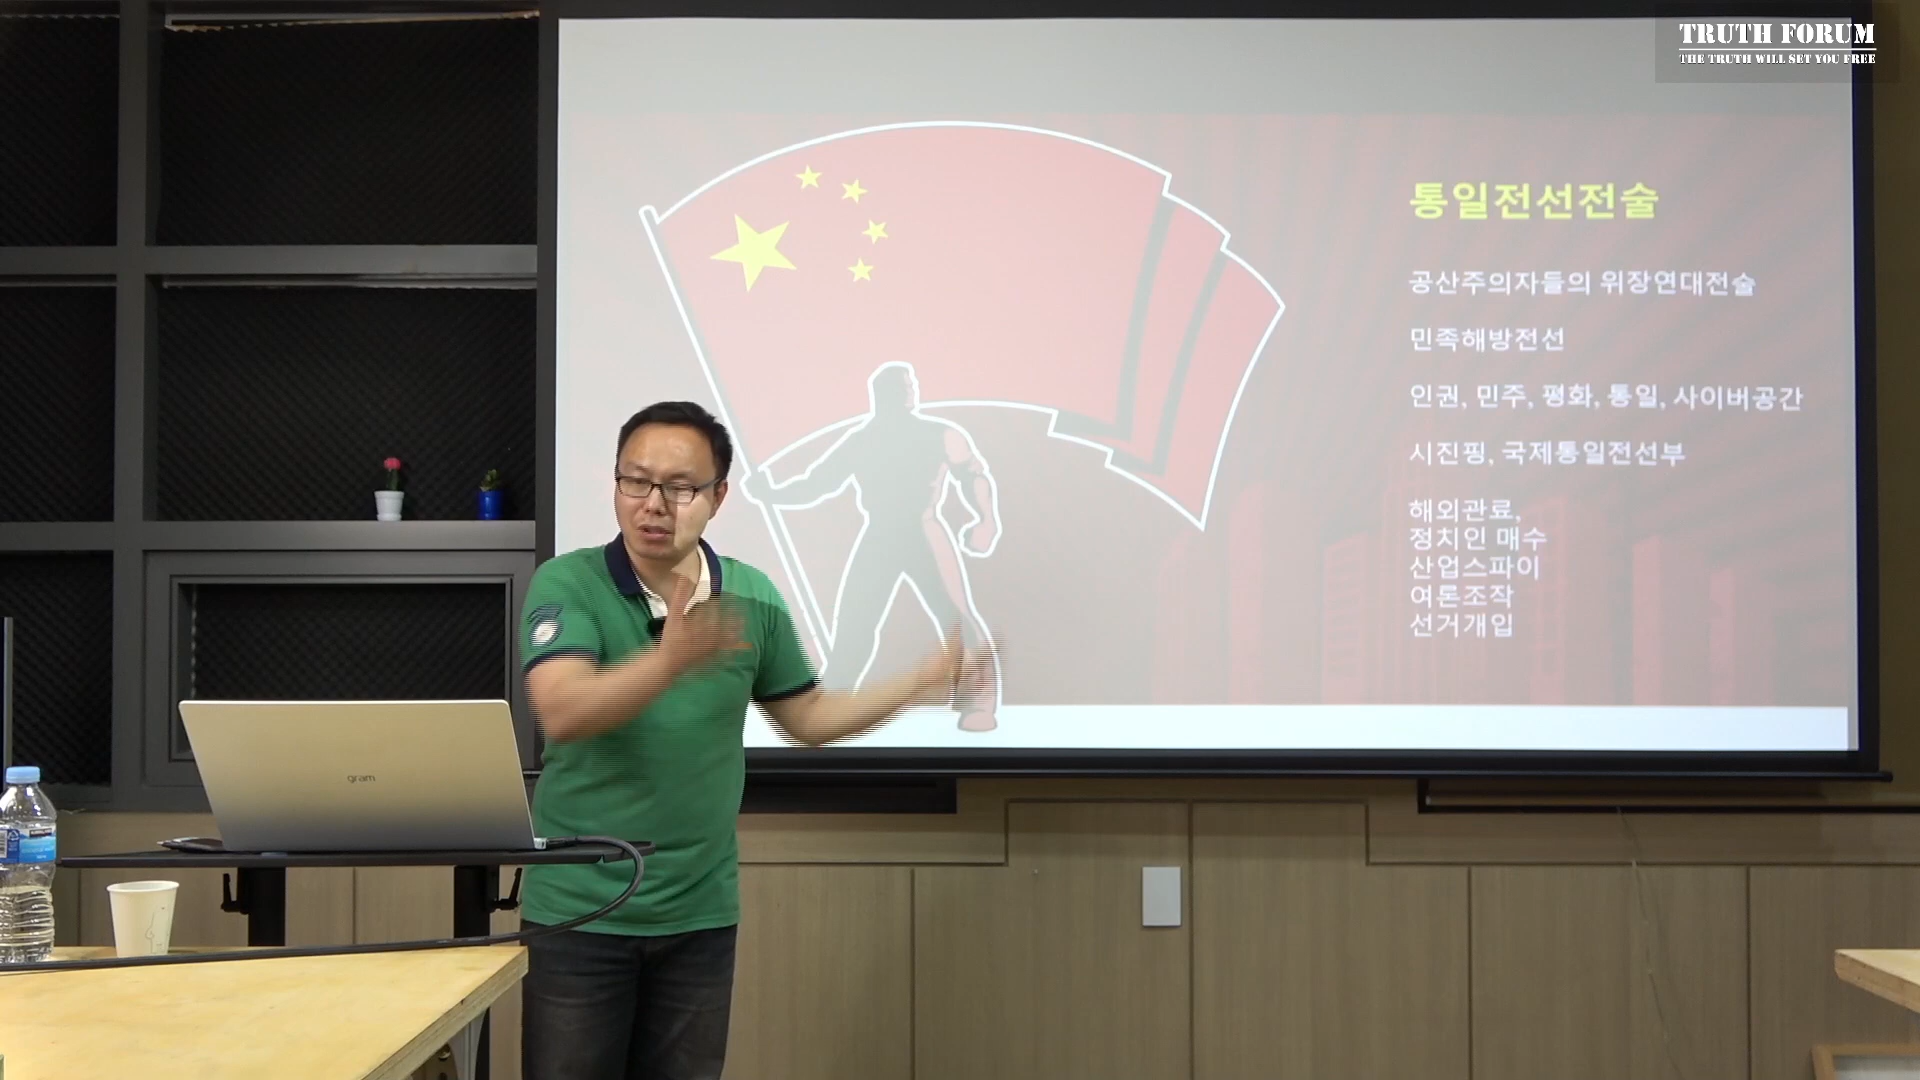 TRUTH FORUM
THE TRUTH WILL SET YOU FREE
통일전선전술
공산주의자들의 위장연대전술
민족해방전선
인권, 민주, 평화, 통일, 사이버공간
시진핑, 국제통일전선부
해외관료,
정치인 매수
산업스파이
여론조작
선거개입
gram